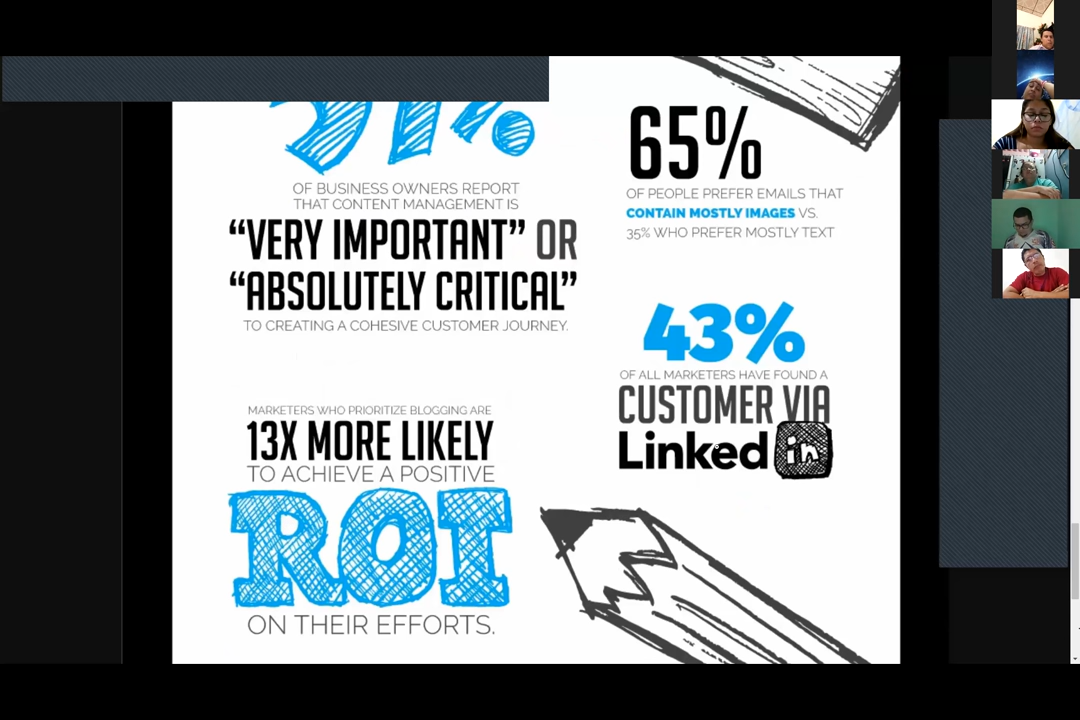 OF BUSINESS OWNERS REPORT
THAT CONTENT MANAGEMENT IS
“VERY IMPORTANT” OR
“ABSOLUTELY CRITICAL”
TO CREATING A COHESIVE CUSTOMER JOURNEY.
MARKETERS WHO PRIORITIZE BLOGGING ARE
13X MORE LIKELY
TO ACHIEVE A POSITIVE
ROI
ON THEIR EFFORTS.
65%
OF PEOPLE PREFER EMAILS THAT
CONTAIN MOSTLY IMAGES VS.
35% WHO PREFER MOSTLY TEXT
43%
OF ALL MARKETERS HAVE FOUND A
CUSTOMER VIA
Linked in